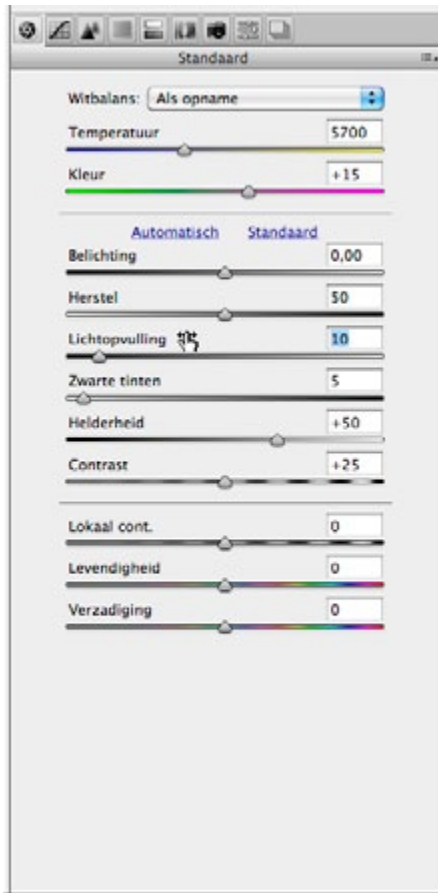 Standaard
Witbalans: Als opname
Temperatuur 5700
Kleur +15
Automatisch Standaard
Belichting 0,00
Herstel 50
Lichtopvulling 10
Zwarte tinten 5
Helderheid +50
Contrast +25
Lokaal cont. 0
Levendigheid 0
Verzadiging 0